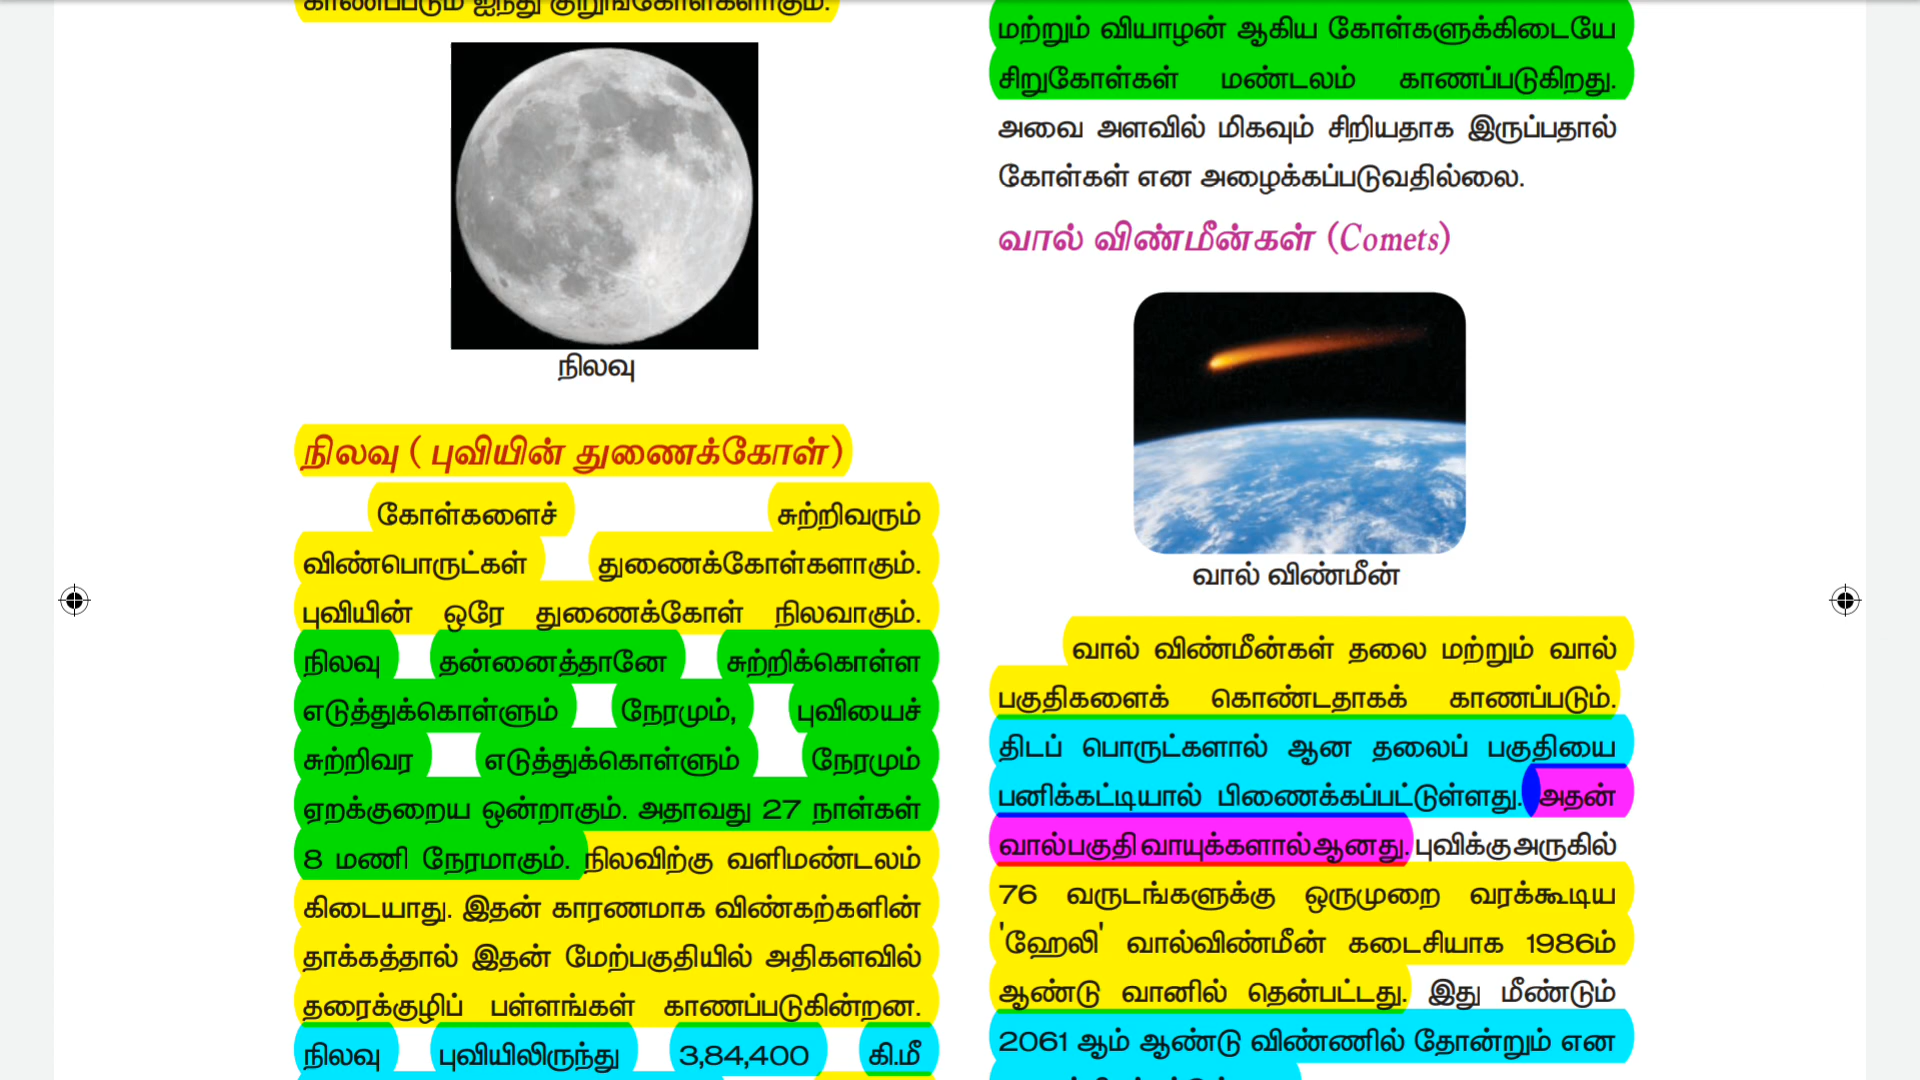 காணப்படும் ஐந்து குறுங்கோள்களாகும்.
நிலவு
நிலவு ( புவியின் துணைக்கோள்)
கோள்களைச் சுற்றிவரும்
விண்பொருட்கள் துணைக்கோள்களாகும்.
புவியின் ஒரே துணைக்கோள் நிலவாகும்.
நிலவு தன்னைத்தானே சுற்றிக்கொள்ள
எடுத்துக்கொள்ளும் நேரமும், புவியைச்
சுற்றிவர எடுத்துக்கொள்ளும் நேரமும்
ஏறக்குறைய ஒன்றாகும். அதாவது 27 நாள்கள்
8 மணி நேரமாகும். நிலவிற்கு வளிமண்டலம்
கிடையாது. இதன் காரணமாக விண்கற்களின்
தாக்கத்தால் இதன் மேற்பகுதியில் அதிகளவில்
தரைக்குழிப் பள்ளங்கள் காணப்படுகின்றன.
நிலவு புவியிலிருந்து 3,84,400 கி.மீ
மற்றும் வியாழன் ஆகிய கோள்களுக்கிடையே
சிறுகோள்கள் மண்டலம் காணப்படுகிறது.
அவை அளவில் மிகவும் சிறியதாக இருப்பதால்
கோள்கள் என அழைக்கப்படுவதில்லை.
வால் விண்மீன்கள் (Comets)
வால் விண்மீன்
வால் விண்மீன்கள் தலை மற்றும் வால்
பகுதிகளைக் கொண்டதாகக் காணப்படும்.
திடப் பொருட்களால் ஆன தலைப் பகுதியை
பனிக்கட்டியால் பிணைக்கப்பட்டுள்ளது. அதன்
வால்பகுதி வாயுக்களால்ஆனது. புவிக்குஅருகில்
76 வருடங்களுக்கு ஒருமுறை வரக்கூடிய
'ஹேலி' வால்விண்மீன் கடைசியாக 1986ம்
ஆண்டு வானில் தென்பட்டது. இது மீண்டும்
2061 ஆம் ஆண்டு விண்ணில் தோன்றும் என